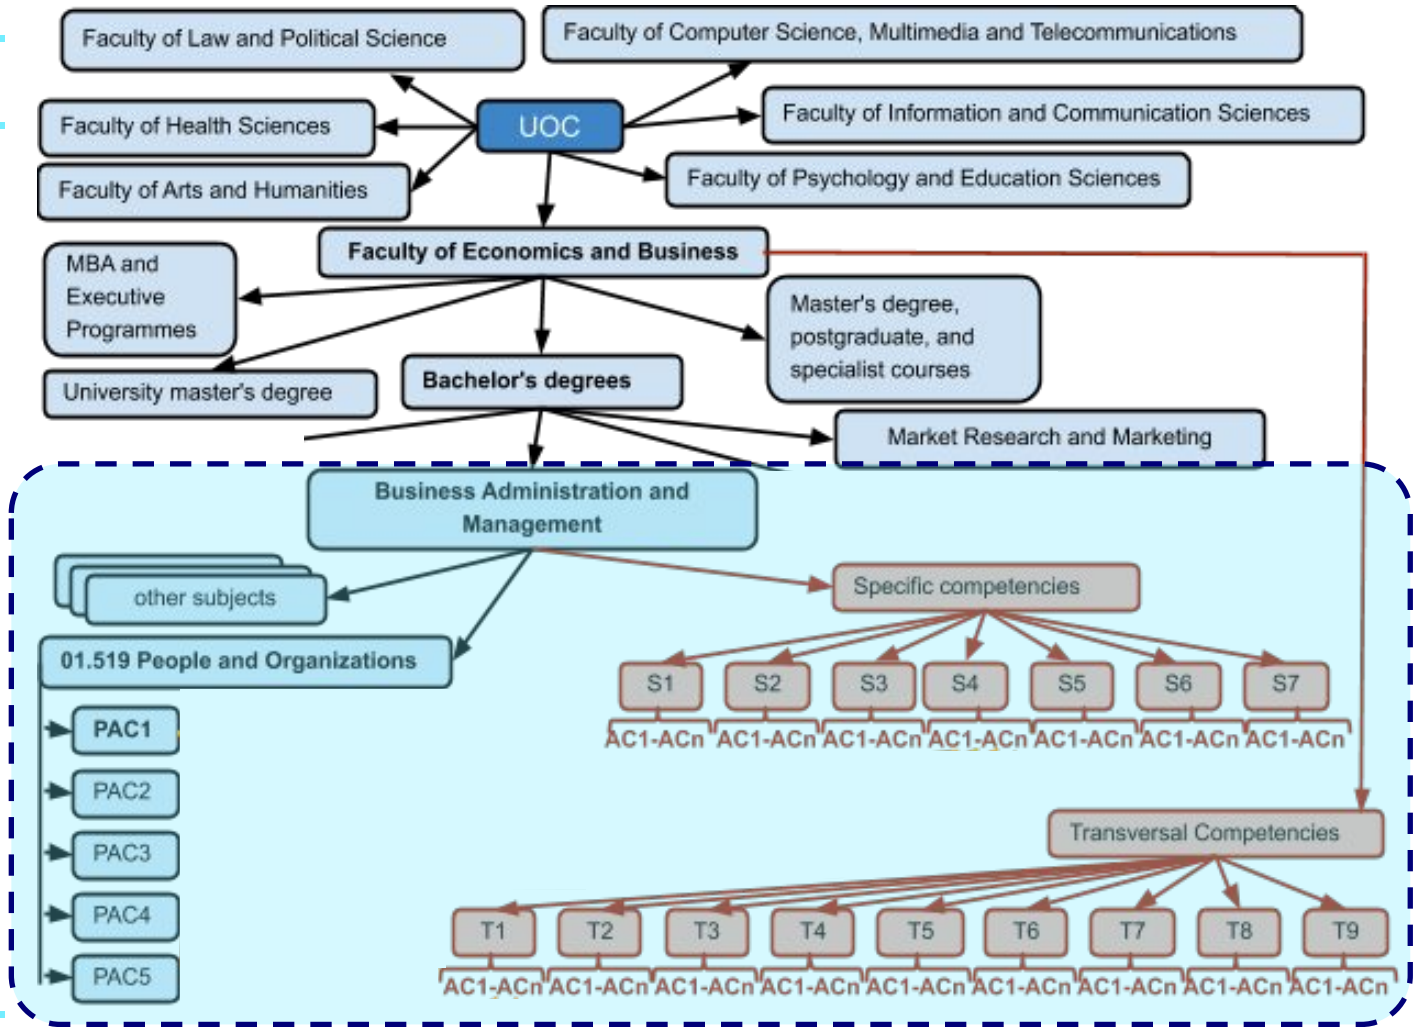 Faculty of Law and Political Science
Faculty of Computer Science, Multimedia and Telecommunications
Faculty of Health Sciences
UOC
Faculty of Information and Communication Sciences
Faculty of Arts and Humanities
Faculty of Psychology and Education Sciences
Faculty of Economics and Business
MBA and
Executive
Programmes
Master's degree,
postgraduate, and
specialist courses
University master's degree
Bachelor's degrees
Market Research and Marketing
Business Administration and
Management
other subjects
Specific competencies
01.519 People and Organizations
S1 S2 S3 S4 S5 S6 S7
AC1-ACn AC1-ACn AC1-ACn AC1-ACn AC1-ACn AC1-ACn AC1-ACn
PAC1
PAC2
PAC3
PAC4
PAC5
Transversal Competencies
T1 T2 T3 T4 T5 T6 T7 T8 T9
AC1-ACn AC1-ACn AC1-ACn AC1-ACn AC1-ACn AC1-ACn AC1-ACn AC1-ACn AC1-ACn